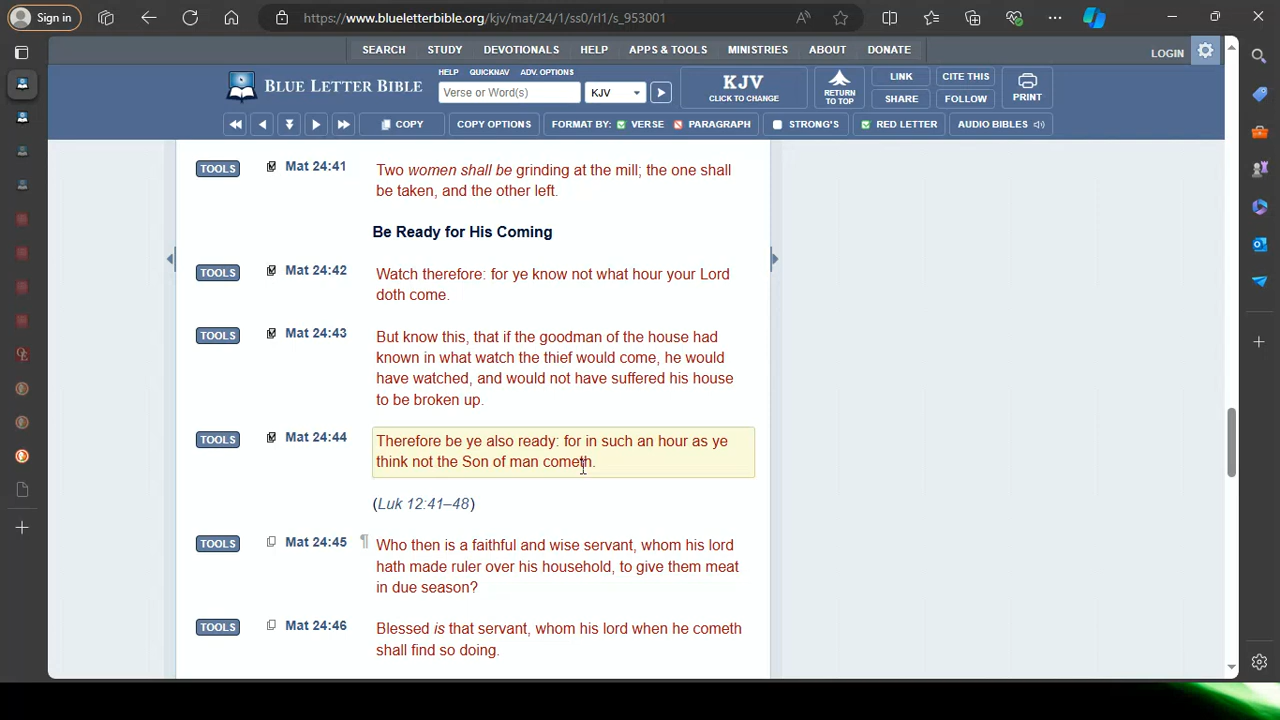 Sign in
https://www.blueletterbible.org/kjv/mat/24/1/ss0/rl1/s_953001
SEARCH STUDY DEVOTIONALS HELP APPS & TOOLS MINISTRIES ABOUT DONATE
LOGIN
BLUE LETTER BIBLE
HELP QUICKNAV ADV. OPTIONS
Verse or Word(s) KJV
KJV
CLICK TO CHANGE
RETURN
TO TOP
LINK CITE THIS
SHARE FOLLOW
PRINT
COPY COPY OPTIONS FORMAT BY: VERSE PARAGRAPH STRONG'S RED LETTER AUDIO BIBLES
TOOLS Mat 24:41 Two women shall be grinding at the mill; the one shall
be taken, and the other left.
Be Ready for His Coming
TOOLS Mat 24:42 Watch therefore: for ye know not what hour your Lord
doth come.
TOOLS Mat 24:43 But know this, that if the goodman of the house had
known in what watch the thief would come, he would
have watched, and would not have suffered his house
to be broken up.
TOOLS Mat 24:44 Therefore be ye also ready: for in such an hour as ye
think not the Son of man cometh.
(Luk 12:41–48)
TOOLS Mat 24:45 ¶ Who then is a faithful and wise servant, whom his lord
hath made ruler over his household, to give them meat
in due season?
TOOLS Mat 24:46 Blessed is that servant, whom his lord when he cometh
shall find so doing.